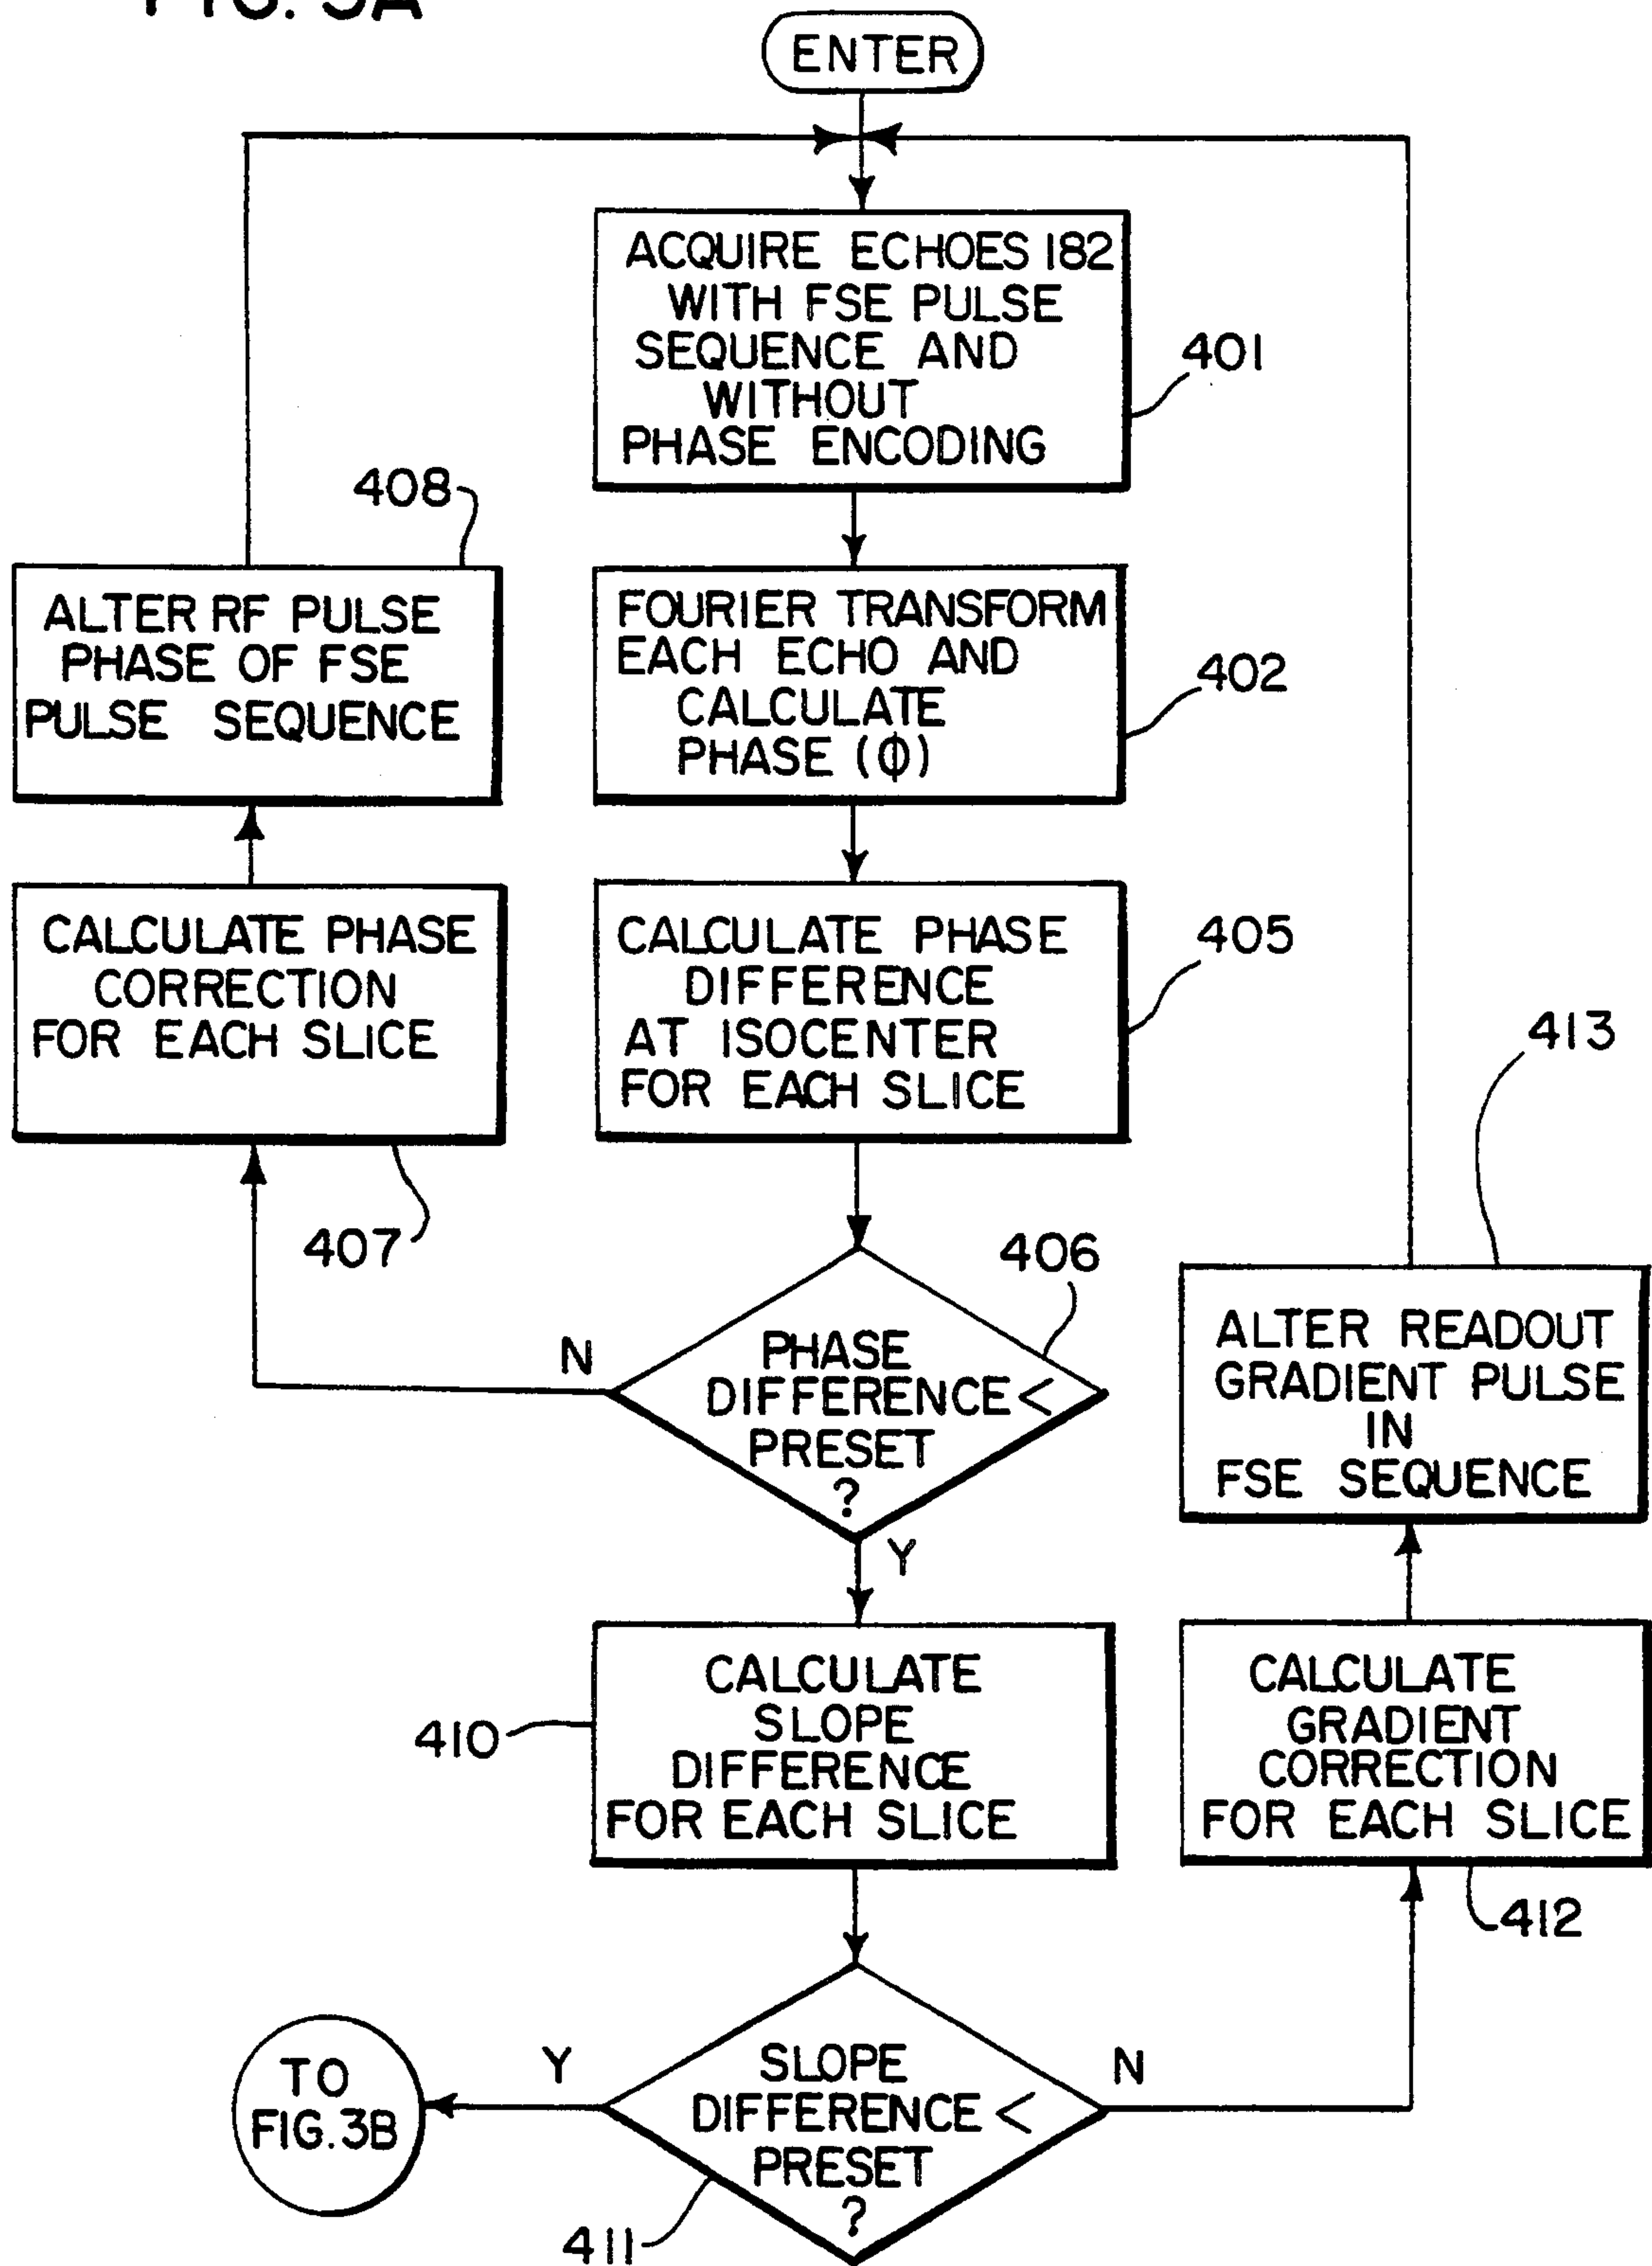 FIG. 3A
ENTER
ACQUIRE ECHOES 182
WITH FSE PULSE
SEQUENCE AND
WITHOUT
PHASE ENCODING
401
408
ALTER RF PULSE
PHASE OF FSE
PULSE SEQUENCE
FOURIER TRANSFORM
EACH ECHO AND
CALCULATE
PHASE (Φ)
402
CALCULATE PHASE
CORRECTION
FOR EACH SLICE
407
CALCULATE PHASE
DIFFERENCE
AT ISOCENTER
FOR EACH SLICE
405
413
406
N
PHASE
DIFFERENCE <
PRESET
?
Y
ALTER READOUT
GRADIENT PULSE
IN
FSE SEQUENCE
410
CALCULATE
SLOPE
DIFFERENCE
FOR EACH SLICE
CALCULATE
GRADIENT
CORRECTION
FOR EACH SLICE
412
TO
FIG. 3B
Y
SLOPE
DIFFERENCE <
PRESET
?
N
411